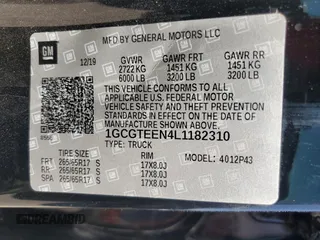 GM
MFD BY GENERAL MOTORS LLC
12/19 GVWR GAWR FRT GAWR RR
2722 KG 1451 KG 1451 KG
6000 LB 3200 LB 3200 LB
THIS VEHICLE CONFORMS TO ALL
APPLICABLE U.S. FEDERAL MOTOR
VEHICLE SAFETY AND THEFT PREVENTION
STANDARDS IN EFFECT ON THE DATE OF
MANUFACTURE SHOWN ABOVE.
1GCGTEEN4L1182310
TYPE: TRUCK MODEL: 4012P43
TIRE SIZE RIM
FRT 265/65R17 S 17X8.0J
RR 265/65R17 S 17X8.0J
SPA 265/65R17 S 17X8.0J